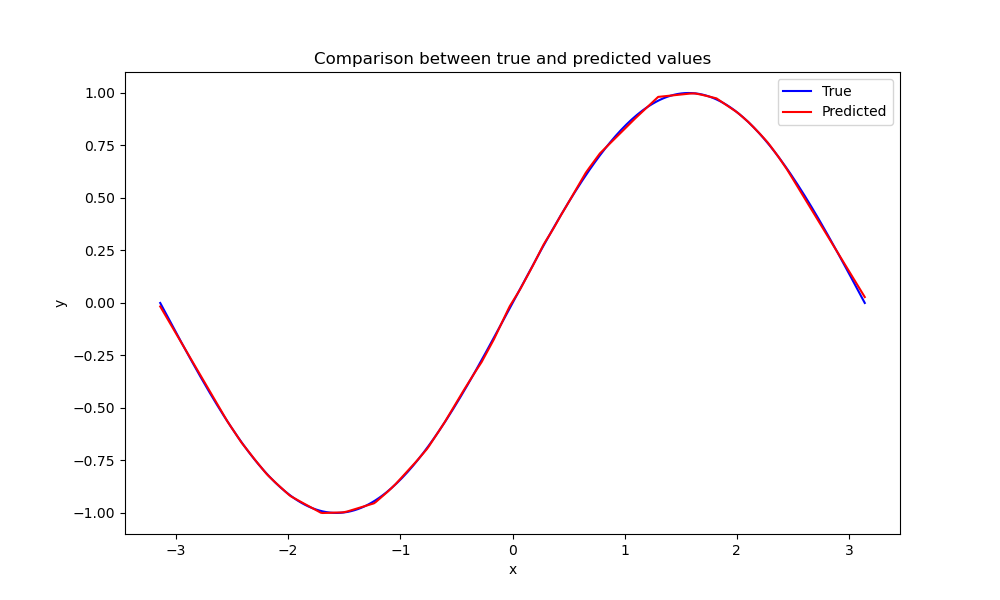 Comparison between true and predicted values
True
Predicted
1.00
0.75
0.50
0.25
0.00
−0.25
−0.50
−0.75
−1.00
y
−3 −2 −1 0 1 2 3
x